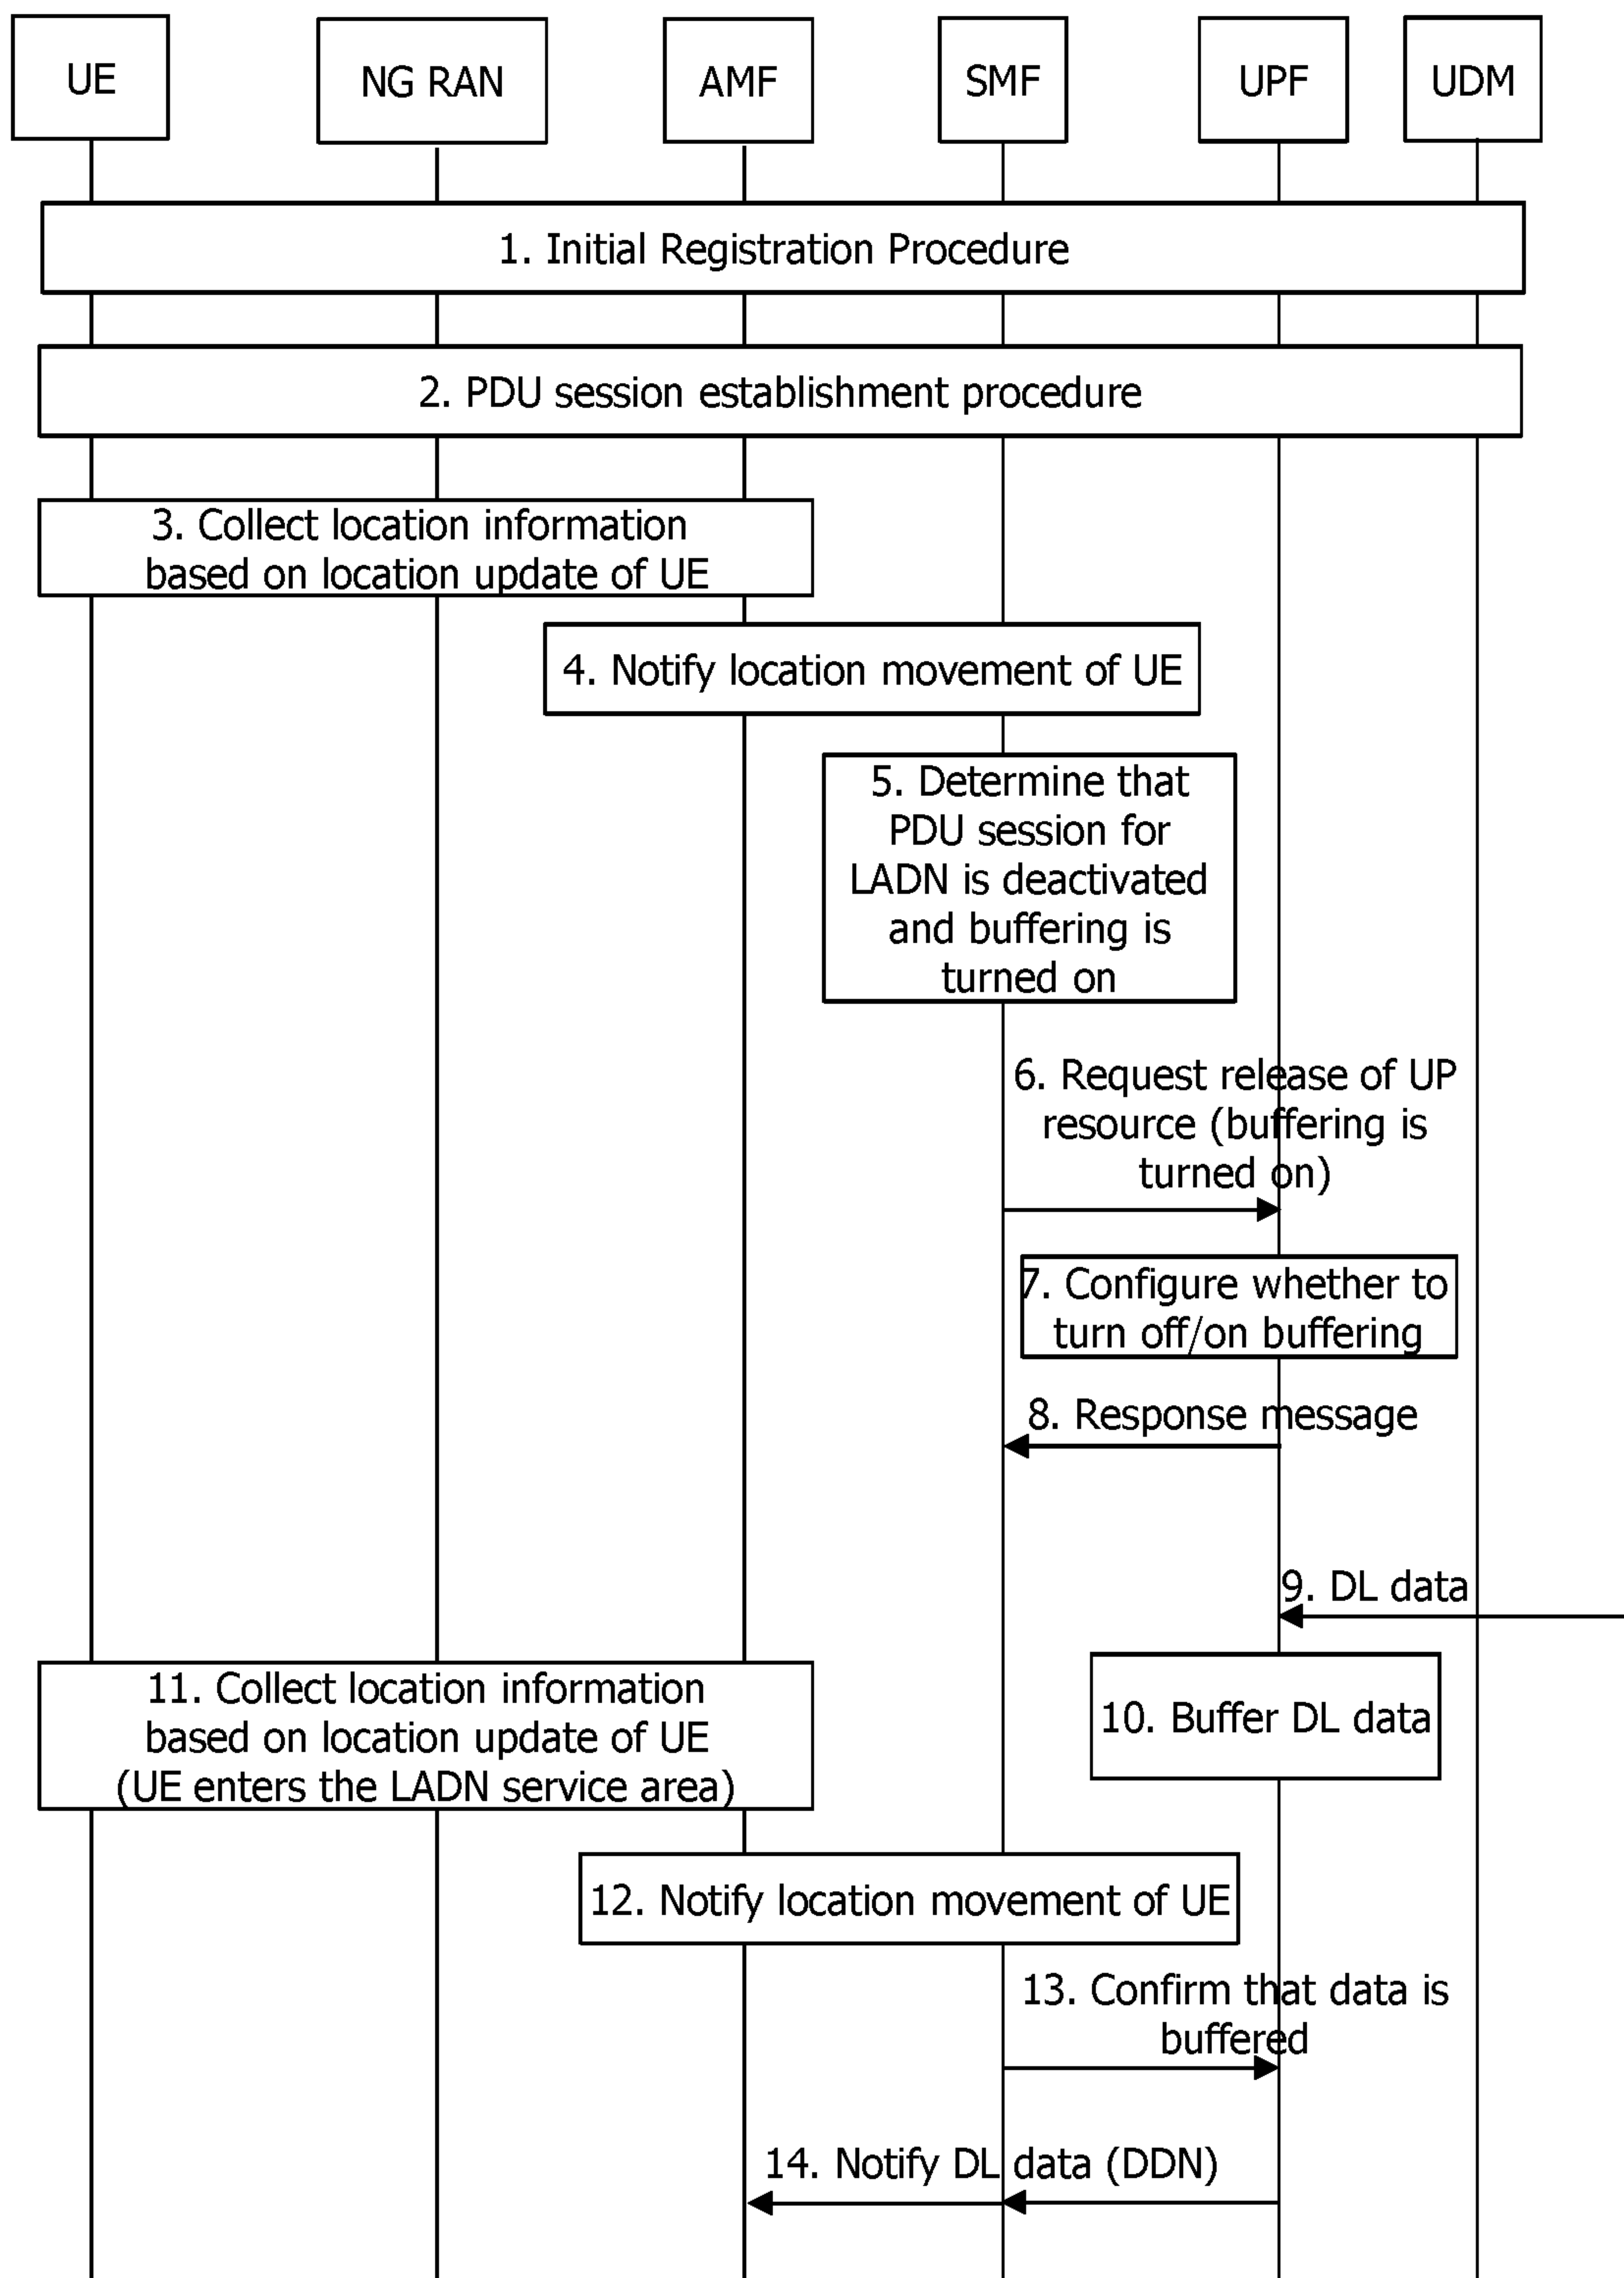 UE
NG RAN
AMF
SMF
UPF
UDM
1. Initial Registration Procedure
2. PDU session establishment procedure
3. Collect location information
based on location update of UE
4. Notify location movement of UE
5. Determine that
PDU session for
LADN is deactivated
and buffering is
turned on
6. Request release of UP
resource (buffering is
turned on)
7. Configure whether to
turn off/on buffering
8. Response message
9. DL data
10. Buffer DL data
11. Collect location information
based on location update of UE
(UE enters the LADN service area)
12. Notify location movement of UE
13. Confirm that data is
buffered
14. Notify DL data (DDN)